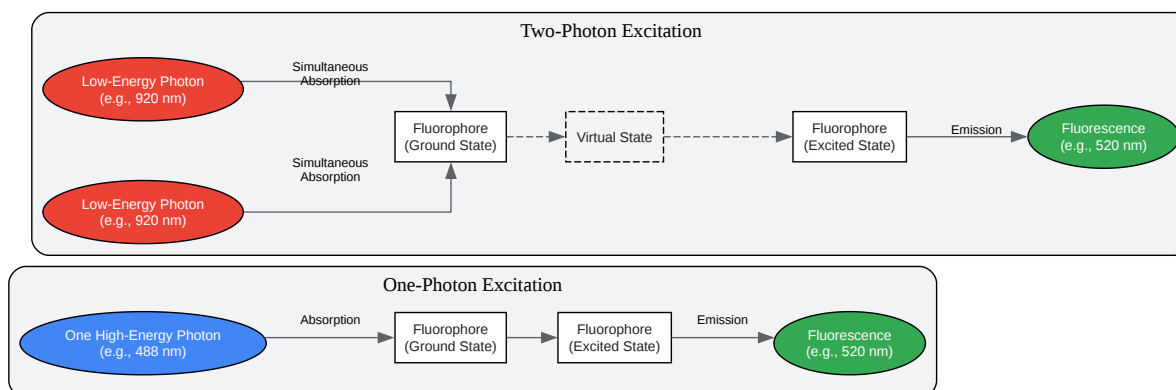 Two-Photon Excitation
Low-Energy Photon
(e.g., 920 nm)
Simultaneous
Absorption
Fluorophore
(Ground State)
Virtual State
Fluorophore
(Excited State)
Emission
Fluorescence
(e.g., 520 nm)
Simultaneous
Absorption
Low-Energy Photon
(e.g., 920 nm)
One-Photon Excitation
One High-Energy Photon
(e.g., 488 nm)
Absorption
Fluorophore
(Ground State)
Fluorophore
(Excited State)
Emission
Fluorescence
(e.g., 520 nm)